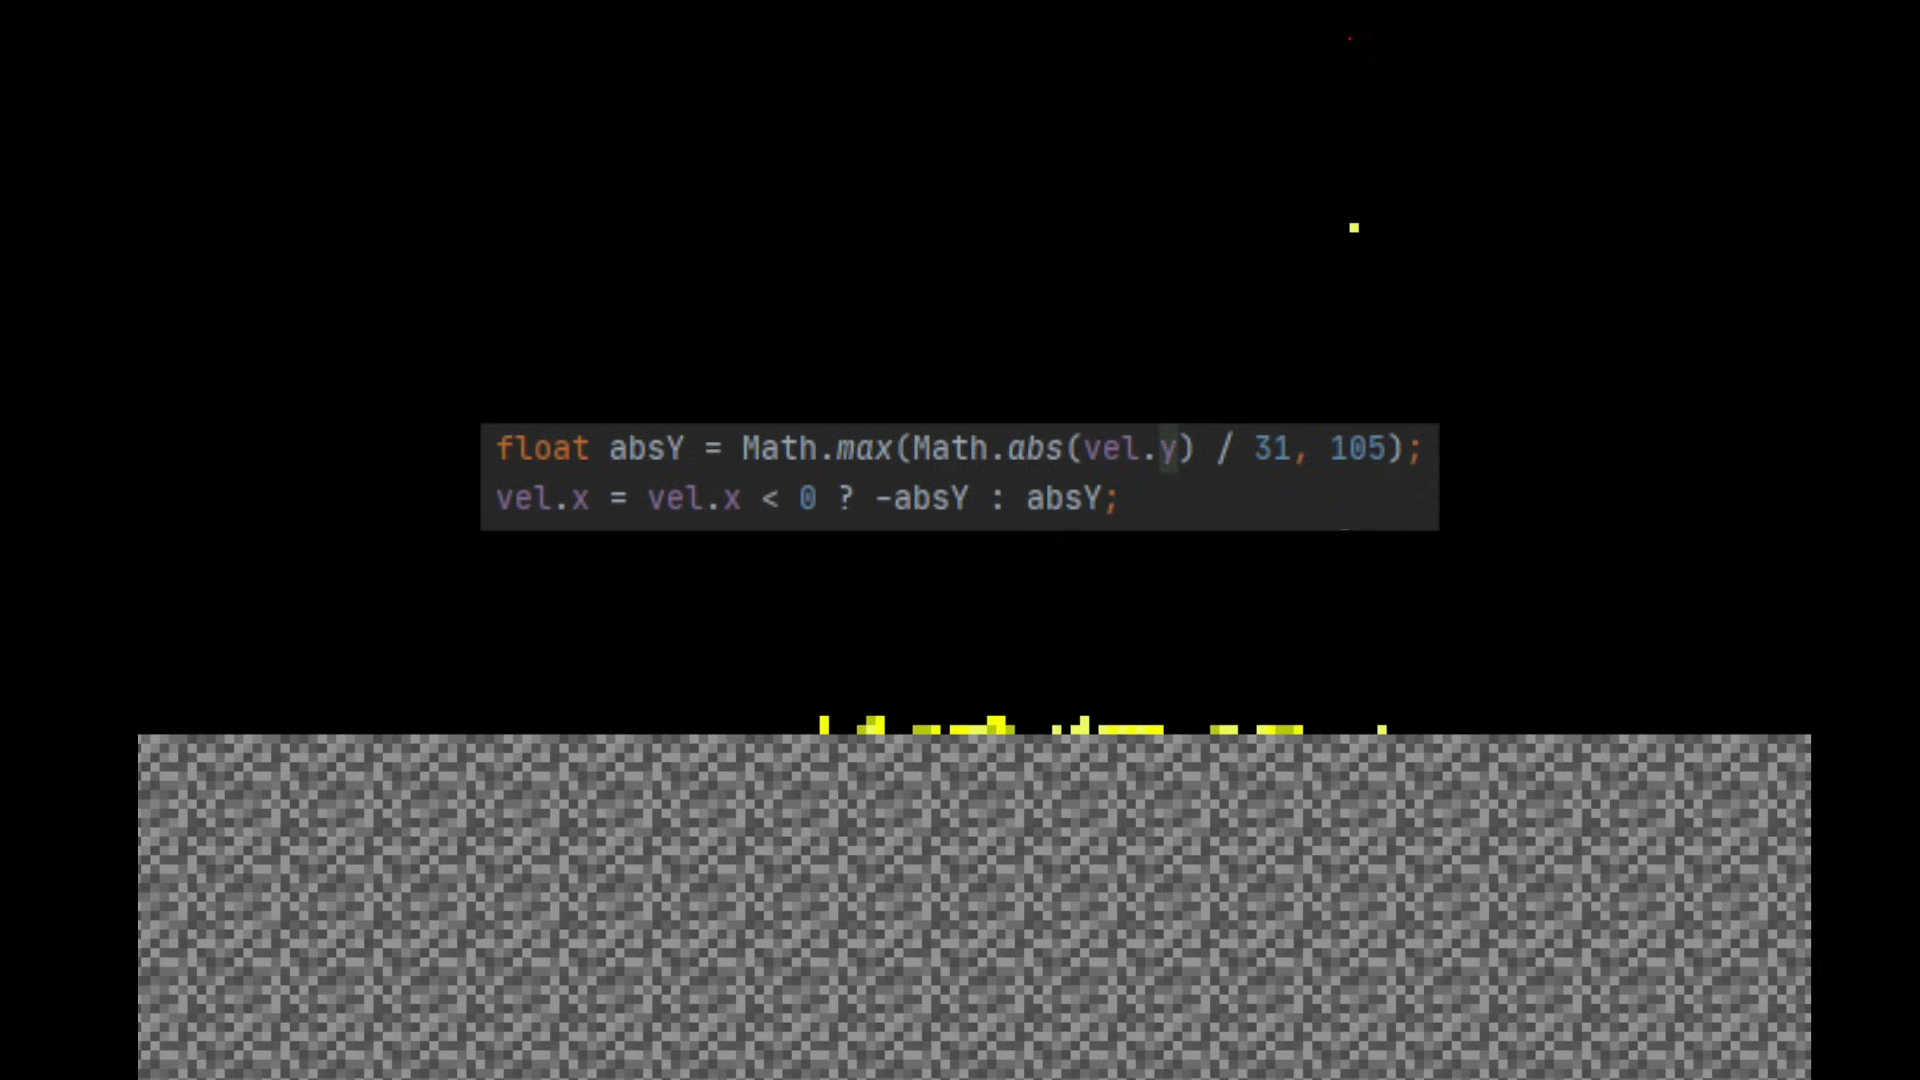 float absY = Math.max(Math.abs(vel.y) / 31, 105);
vel.x = vel.x < 0 ? -absY : absY;